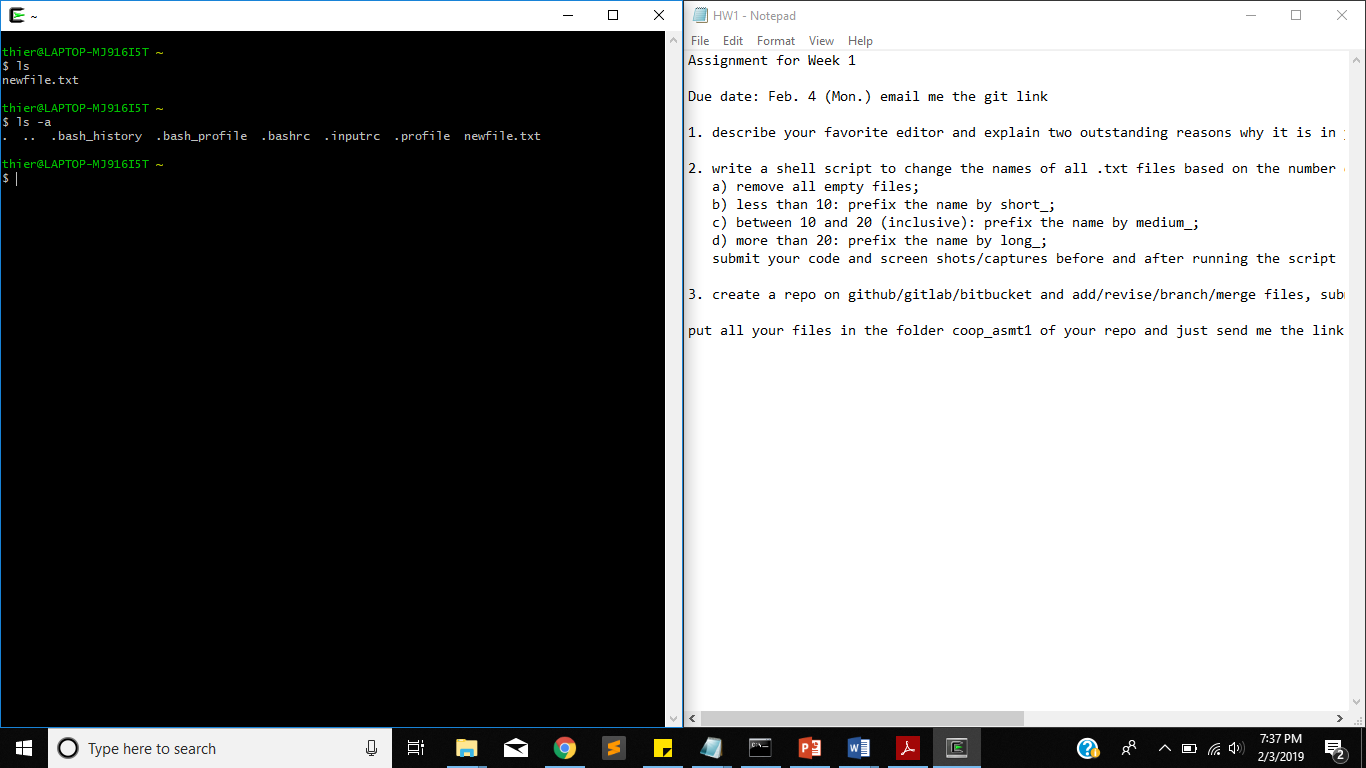 ~
thier@LAPTOP-MJ916I5T ~
$ ls
newfile.txt
thier@LAPTOP-MJ916I5T ~
$ ls -a
.  ..  .bash_history  .bash_profile  .bashrc  .inputrc  .profile  newfile.txt
thier@LAPTOP-MJ916I5T ~
$
HW1 - Notepad
File Edit Format View Help
Assignment for Week 1
Due date: Feb. 4 (Mon.) email me the git link
1. describe your favorite editor and explain two outstanding reasons why it is in
2. write a shell script to change the names of all .txt files based on the number
a) remove all empty files;
b) less than 10: prefix the name by short_;
c) between 10 and 20 (inclusive): prefix the name by medium_;
d) more than 20: prefix the name by long_;
submit your code and screen shots/captures before and after running the script
3. create a repo on github/gitlab/bitbucket and add/revise/branch/merge files,
put all your files in the folder coop_asmt1 of your repo and just send me the link
Type here to search
7:37 PM
2/3/2019
2